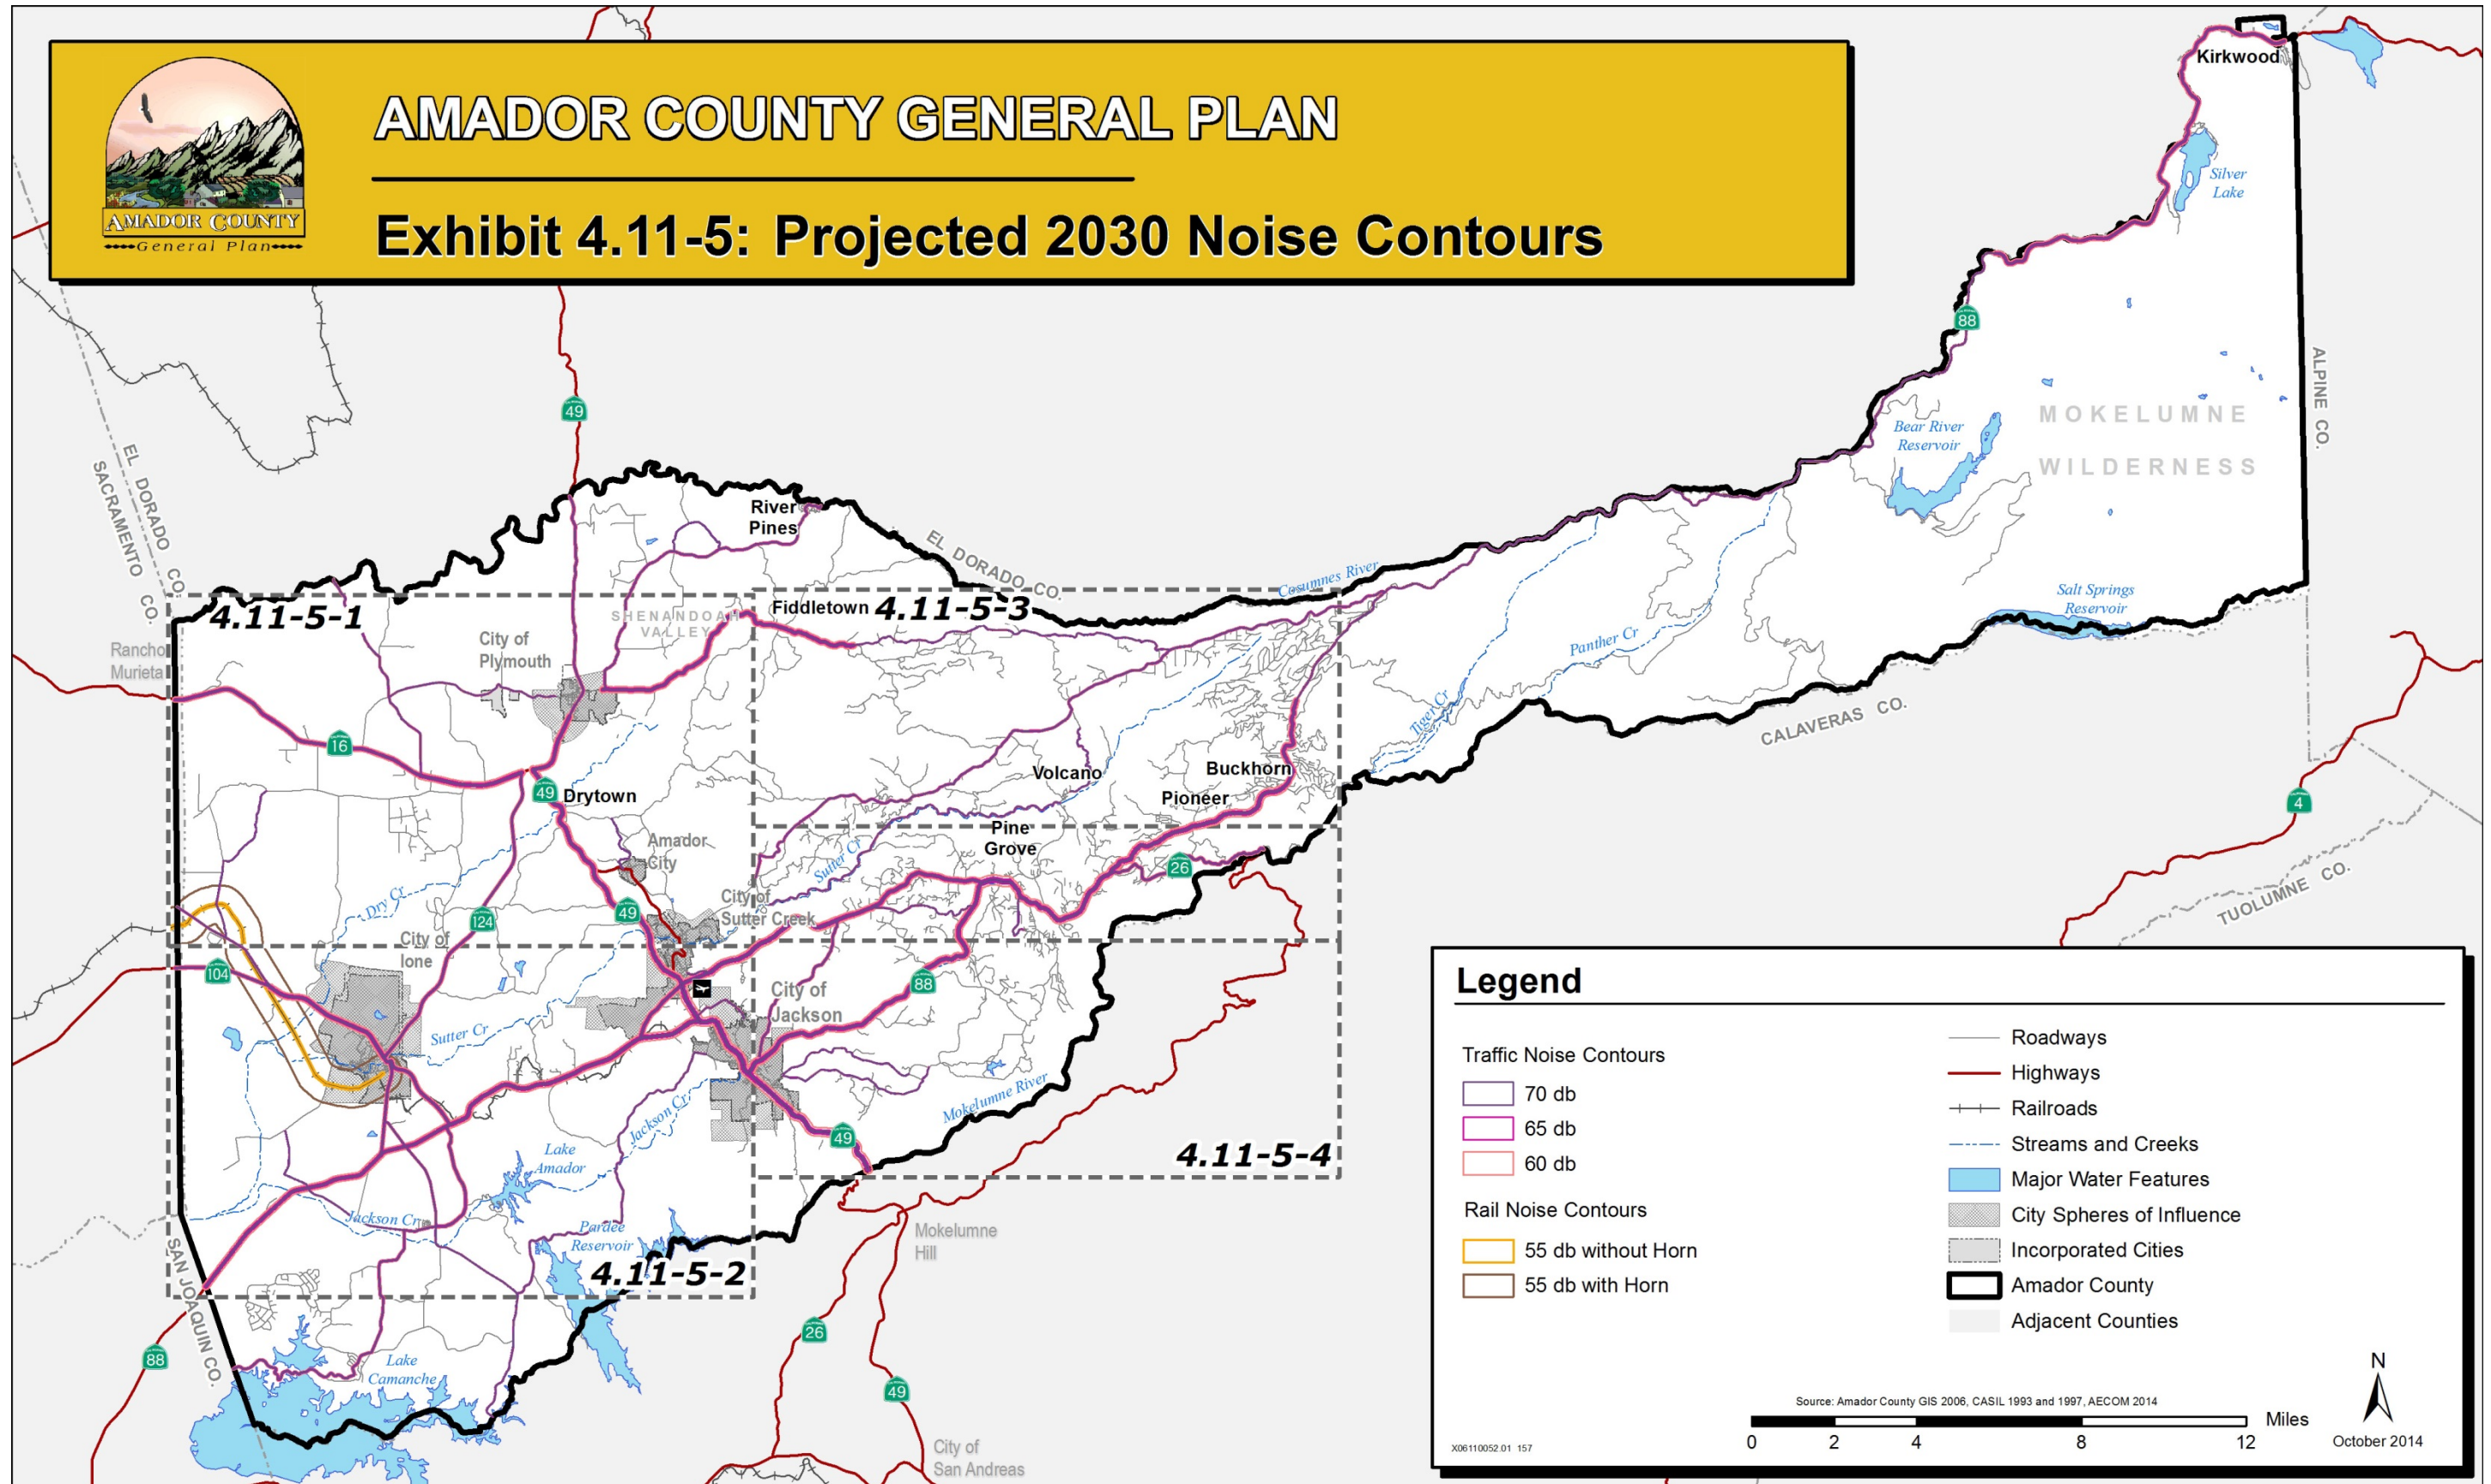 AMADOR COUNTY GENERAL PLAN
Exhibit 4.11-5: Projected 2030 Noise Contours
AMADOR COUNTY
General Plan
Kirkwood
Silver
Lake
88
ALPINE CO.
49
MOKELUMNE
WILDERNESS
Bear River
Reservoir
EL DORADO CO.
SACRAMENTO CO.
River
Pines
EL DORADO CO.
Cosumnes River
Salt Springs
Reservoir
4.11-5-1
Fiddletown
4.11-5-3
SHENANDOAH
VALLEY
City of
Plymouth
Rancho
Murieta
Panther Cr
Tiger Cr
CALAVERAS CO.
16
49
Drytown
Volcano
Buckhorn
Pioneer
4
Pine
Grove
Amador
City
Sutter Cr
26
TUOLUMNE CO.
Dry Cr
124
49
City of
Sutter Creek
City of
Ione
104
88
City of
Jackson
Sutter Cr
Jackson Cr
Mokelumne River
49
4.11-5-4
Lake
Amador
Jackson Cr
Pardee
Reservoir
Mokelumne
Hill
4.11-5-2
SAN JOAQUIN CO.
88
26
49
Lake
Camanche
City of
San Andreas
Legend
Traffic Noise Contours
70 db
65 db
60 db
Rail Noise Contours
55 db without Horn
55 db with Horn
Roadways
Highways
Railroads
Streams and Creeks
Major Water Features
City Spheres of Influence
Incorporated Cities
Amador County
Adjacent Counties
N
Source: Amador County GIS 2006, CASIL 1993 and 1997, AECOM 2014
Miles
0 2 4 8 12
X06110052.01 157
October 2014